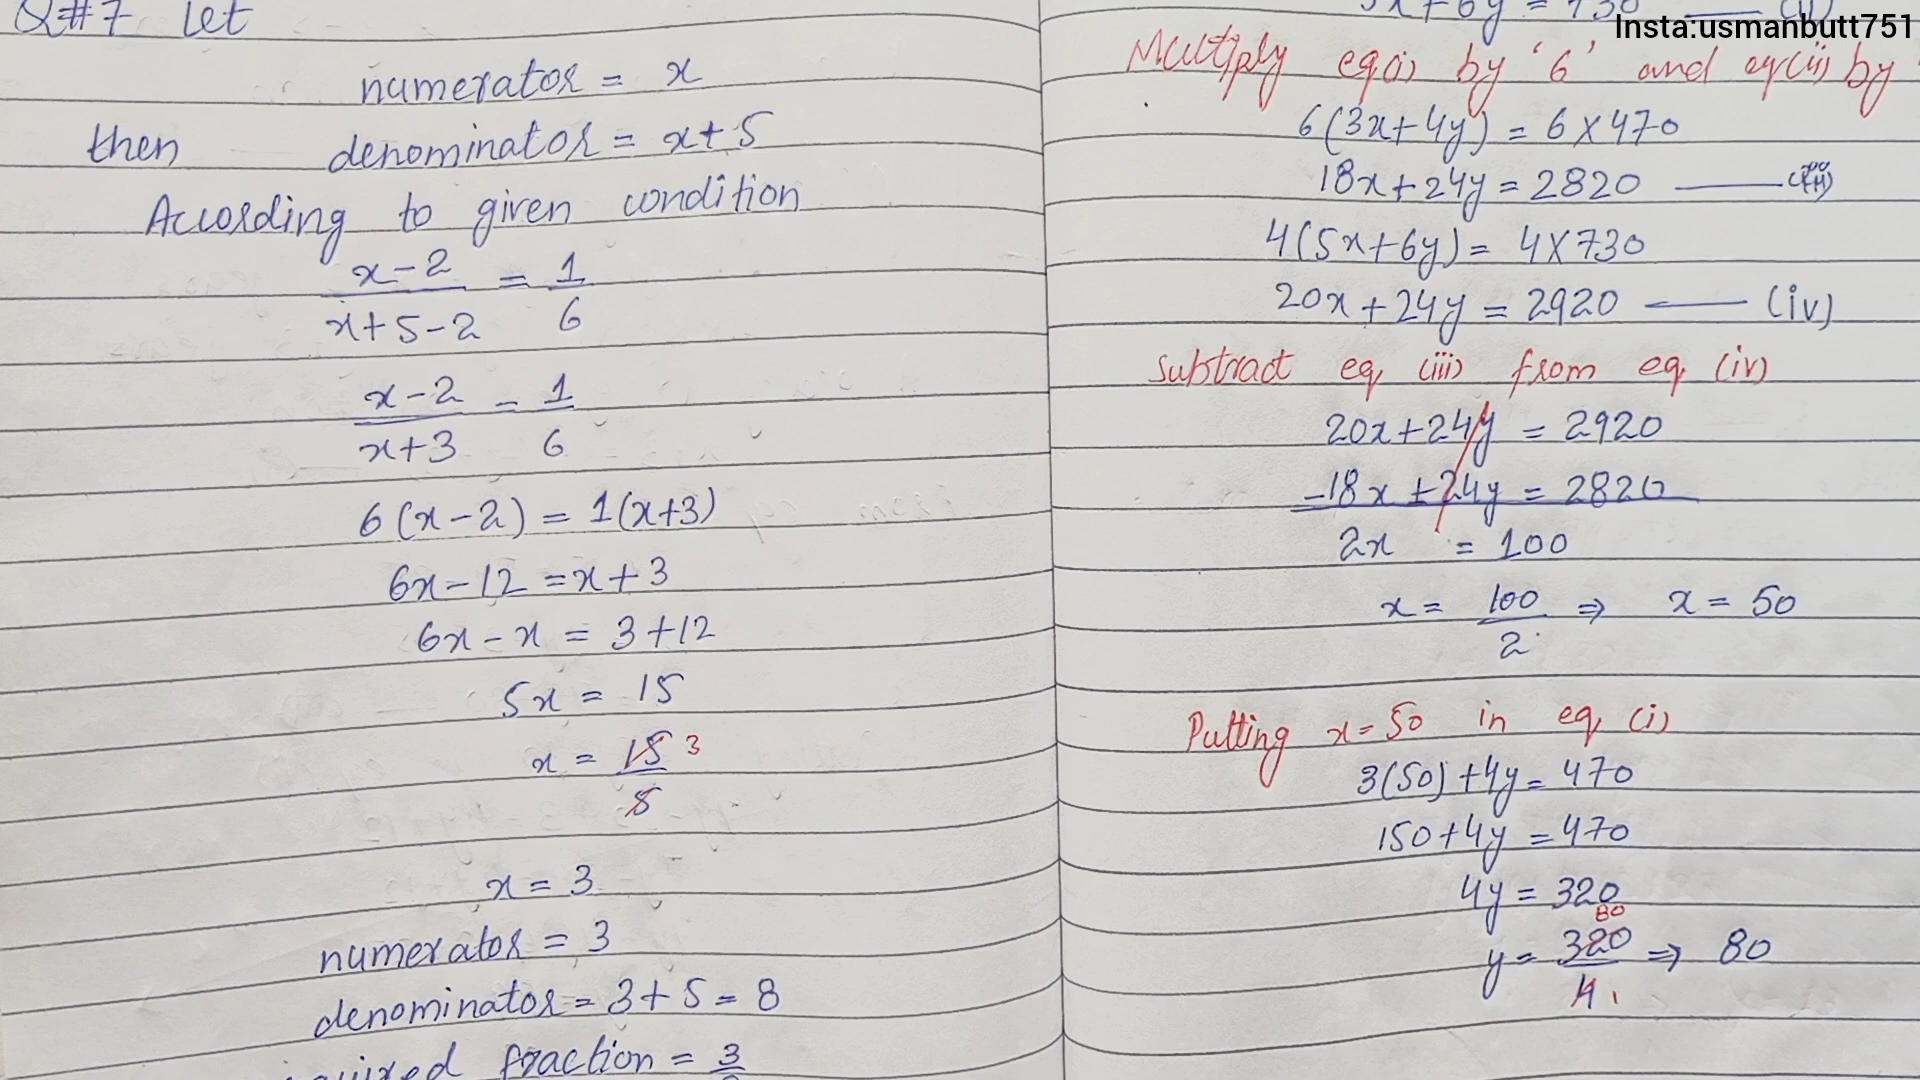 Q#7 Let
numerator = x
then denominator = x+5
According to given condition
x-2 / x+5-2 = 1/6
x-2 / x+3 - 1/6
6(x-2) = 1(x+3)
6x-12 = x+3
6x-x = 3+12
5x = 15
x = 15/5 3
x = 3
numerator = 3
denominator = 3+5 = 8
fraction = 3
Insta:usmanbutt751
Multiply eq(i) by '6' and eq(ii) by
6(3x+4y) = 6×470
18x+24y = 2820
4(5x+6y) = 4×730
20x+24y = 2920 — (iv)
Subtract eq (iii) from eq (iv)
20x+24y = 2920
-18x ± 24y = 2820
2x = 100
x = 100/2 ⇒ x = 50
Putting x=50 in eq (i)
3(50)+4y = 470
150+4y = 470
4y = 320
y = 320/4 80 1 ⇒ 80